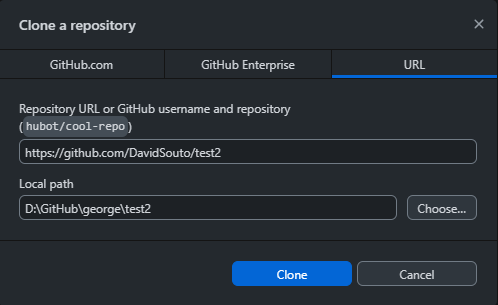 Clone a repository
GitHub.com
GitHub Enterprise
URL
Repository URL or GitHub username and repository
(hubot/cool-repo)
https://github.com/DavidSouto/test2
Local path
D:\GitHub\george\test2
Choose...
Clone
Cancel